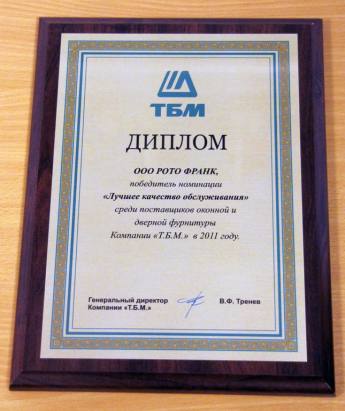 ТБМ
ДИПЛОМ
ООО РОТО ФРАНК,
победитель номинации
«Лучшее качество обслуживания»
среди поставщиков оконной и
дверной фурнитуры
Компании «Т.Б.М.» в 2011 году.
Генеральный директор
Компании «Т.Б.М.»
В.Ф. Тренев